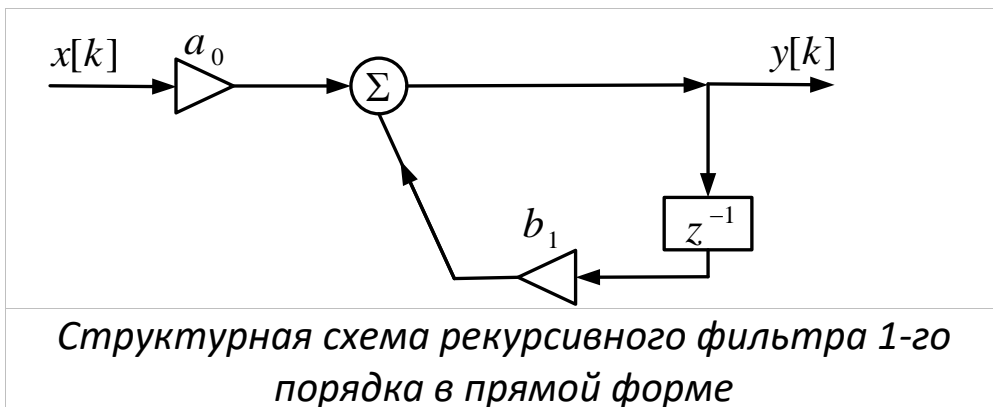 x[k]
a₀
Σ
y[k]
z⁻¹
b₁
Структурная схема рекурсивного фильтра 1-го
порядка в прямой форме